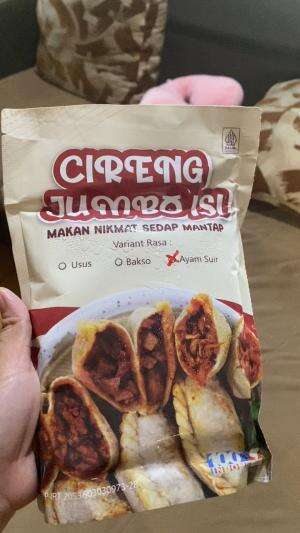 CIRENG
JUMBO ISI
MAKAN NIKMAT SEDAP MANTAP
Variant Rasa :
Usus
Bakso
Ayam Suir